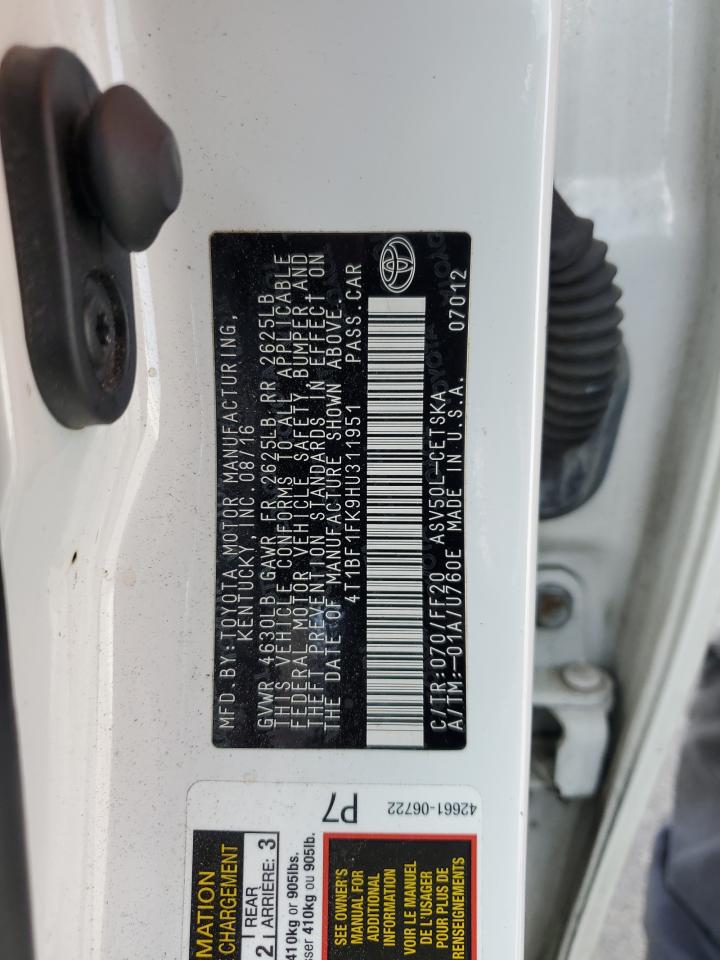 MFD BY:TOYOTA MOTOR MANUFACTURING,
KENTUCKY, INC. 08/16
GVWR 4630LB GAWR FR 2625LB RR 2625LB
THIS VEHICLE CONFORMS TO ALL APPLICABLE
FEDERAL MOTOR VEHICLE SAFETY, BUMPER,AND
THEFT PREVENTION STANDARDS IN EFFECT ON
THE DATE OF MANUFACTURE SHOWN ABOVE.
4T1BF1FK9HU311951 PASS.CAR
C/TR:070/FF20 ASV50L-CETSKA
A/TM:-01A/U760E MADE IN U.S.A. 07012
42661-06722
P7
MATION
CHARGEMENT
2 REAR
ARRIÈRE: 3
410kg or 905lbs.
sser 410kg ou 905lb.
SEE OWNER'S
MANUAL FOR
ADDITIONAL
INFORMATION
VOIR LE MANUEL
DE L'USAGER
POUR PLUS DE
RENSEIGNEMENTS